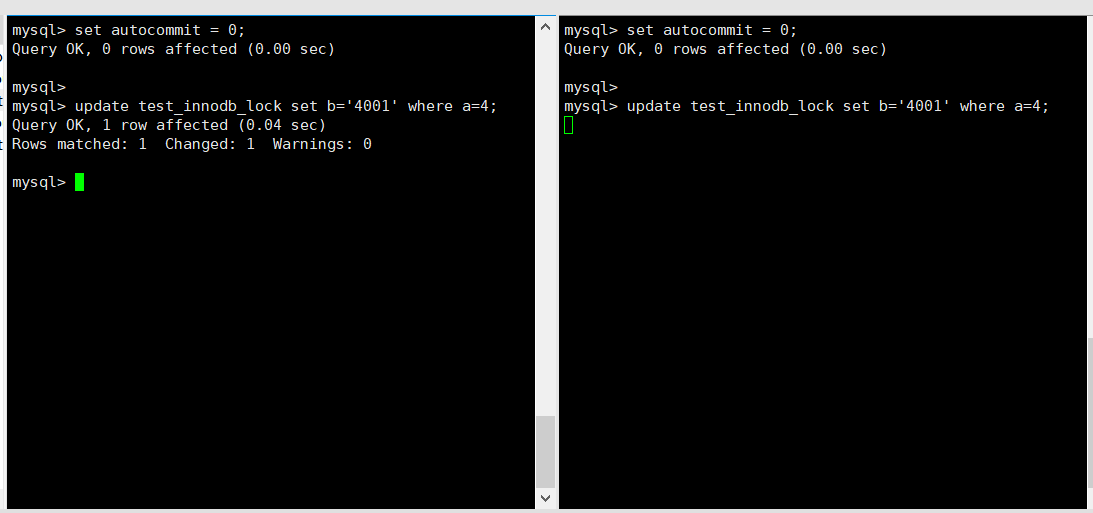 mysql> set autocommit = 0;
Query OK, 0 rows affected (0.00 sec)
mysql>
mysql> update test_innodb_lock set b='4001' where a=4;
Query OK, 1 row affected (0.04 sec)
Rows matched: 1  Changed: 1  Warnings: 0
mysql>
mysql> set autocommit = 0;
Query OK, 0 rows affected (0.00 sec)
mysql>
mysql> update test_innodb_lock set b='4001' where a=4;